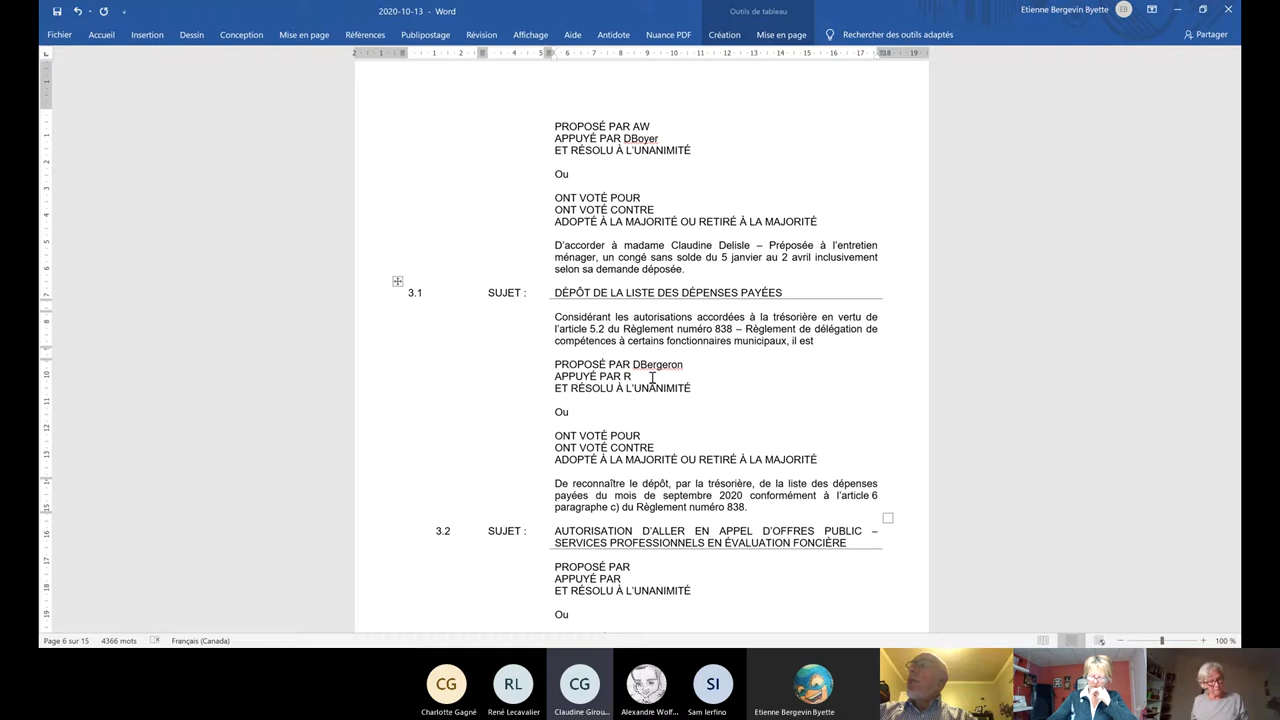 2020-10-13 - Word
Outils de tableau
Etienne Bergevin Byette
EB
Fichier Accueil Insertion Dessin Conception Mise en page Références Publipostage Révision Affichage Aide Antidote Nuance PDF Création Mise en page Rechercher des outils adaptés Partager
PROPOSÉ PAR AW
APPUYÉ PAR DBoyer
ET RÉSOLU À L'UNANIMITÉ
Ou
ONT VOTÉ POUR
ONT VOTÉ CONTRE
ADOPTÉ À LA MAJORITÉ OU RETIRÉ À LA MAJORITÉ
D'accorder à madame Claudine Delisle – Préposée à l'entretien
ménager, un congé sans solde du 5 janvier au 2 avril inclusivement
selon sa demande déposée.
3.1 SUJET : DÉPÔT DE LA LISTE DES DÉPENSES PAYÉES
Considérant les autorisations accordées à la trésorière en vertu de
l'article 5.2 du Règlement numéro 838 – Règlement de délégation de
compétences à certains fonctionnaires municipaux, il est
PROPOSÉ PAR DBergeron
APPUYÉ PAR R
ET RÉSOLU À L'UNANIMITÉ
Ou
ONT VOTÉ POUR
ONT VOTÉ CONTRE
ADOPTÉ À LA MAJORITÉ OU RETIRÉ À LA MAJORITÉ
De reconnaître le dépôt, par la trésorière, de la liste des dépenses
payées du mois de septembre 2020 conformément à l'article 6
paragraphe c) du Règlement numéro 838.
3.2 SUJET : AUTORISATION D'ALLER EN APPEL D'OFFRES PUBLIC –
SERVICES PROFESSIONNELS EN ÉVALUATION FONCIÈRE
PROPOSÉ PAR
APPUYÉ PAR
ET RÉSOLU À L'UNANIMITÉ
Ou
Page 6 sur 15 4366 mots Français (Canada) 100 %
CG RL CG SI
Charlotte Gagné René Lecavalier Claudine Girou... Alexandre Wolf... Sam Ierfino Etienne Bergevin Byette